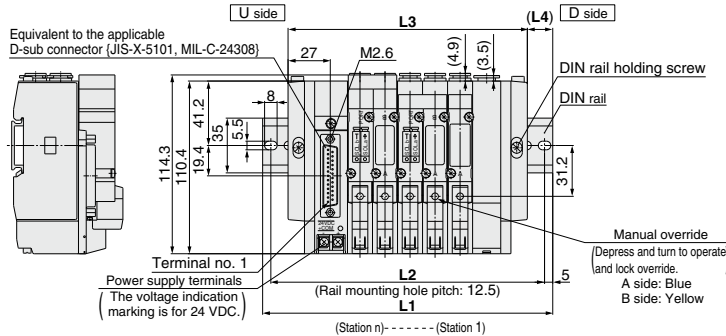 U side
L3
(L4)
D side
Equivalent to the applicable
D-sub connector {JIS-X-5101, MIL-C-24308}
27
M2.6
(4.9)
(3.5)
DIN rail holding screw
DIN rail
8
5.5
35
41.2
19.4
114.3
110.4
31.2
A
B
A
B
A
24VDC
+COM
Terminal no. 1
Power supply terminals
(The voltage indication
marking is for 24 VDC.)
Manual override
(Depress and turn to operate
and lock override.
A side: Blue
B side: Yellow
L2
5
(Rail mounting hole pitch: 12.5)
L1
(Station n)-------(Station 1)